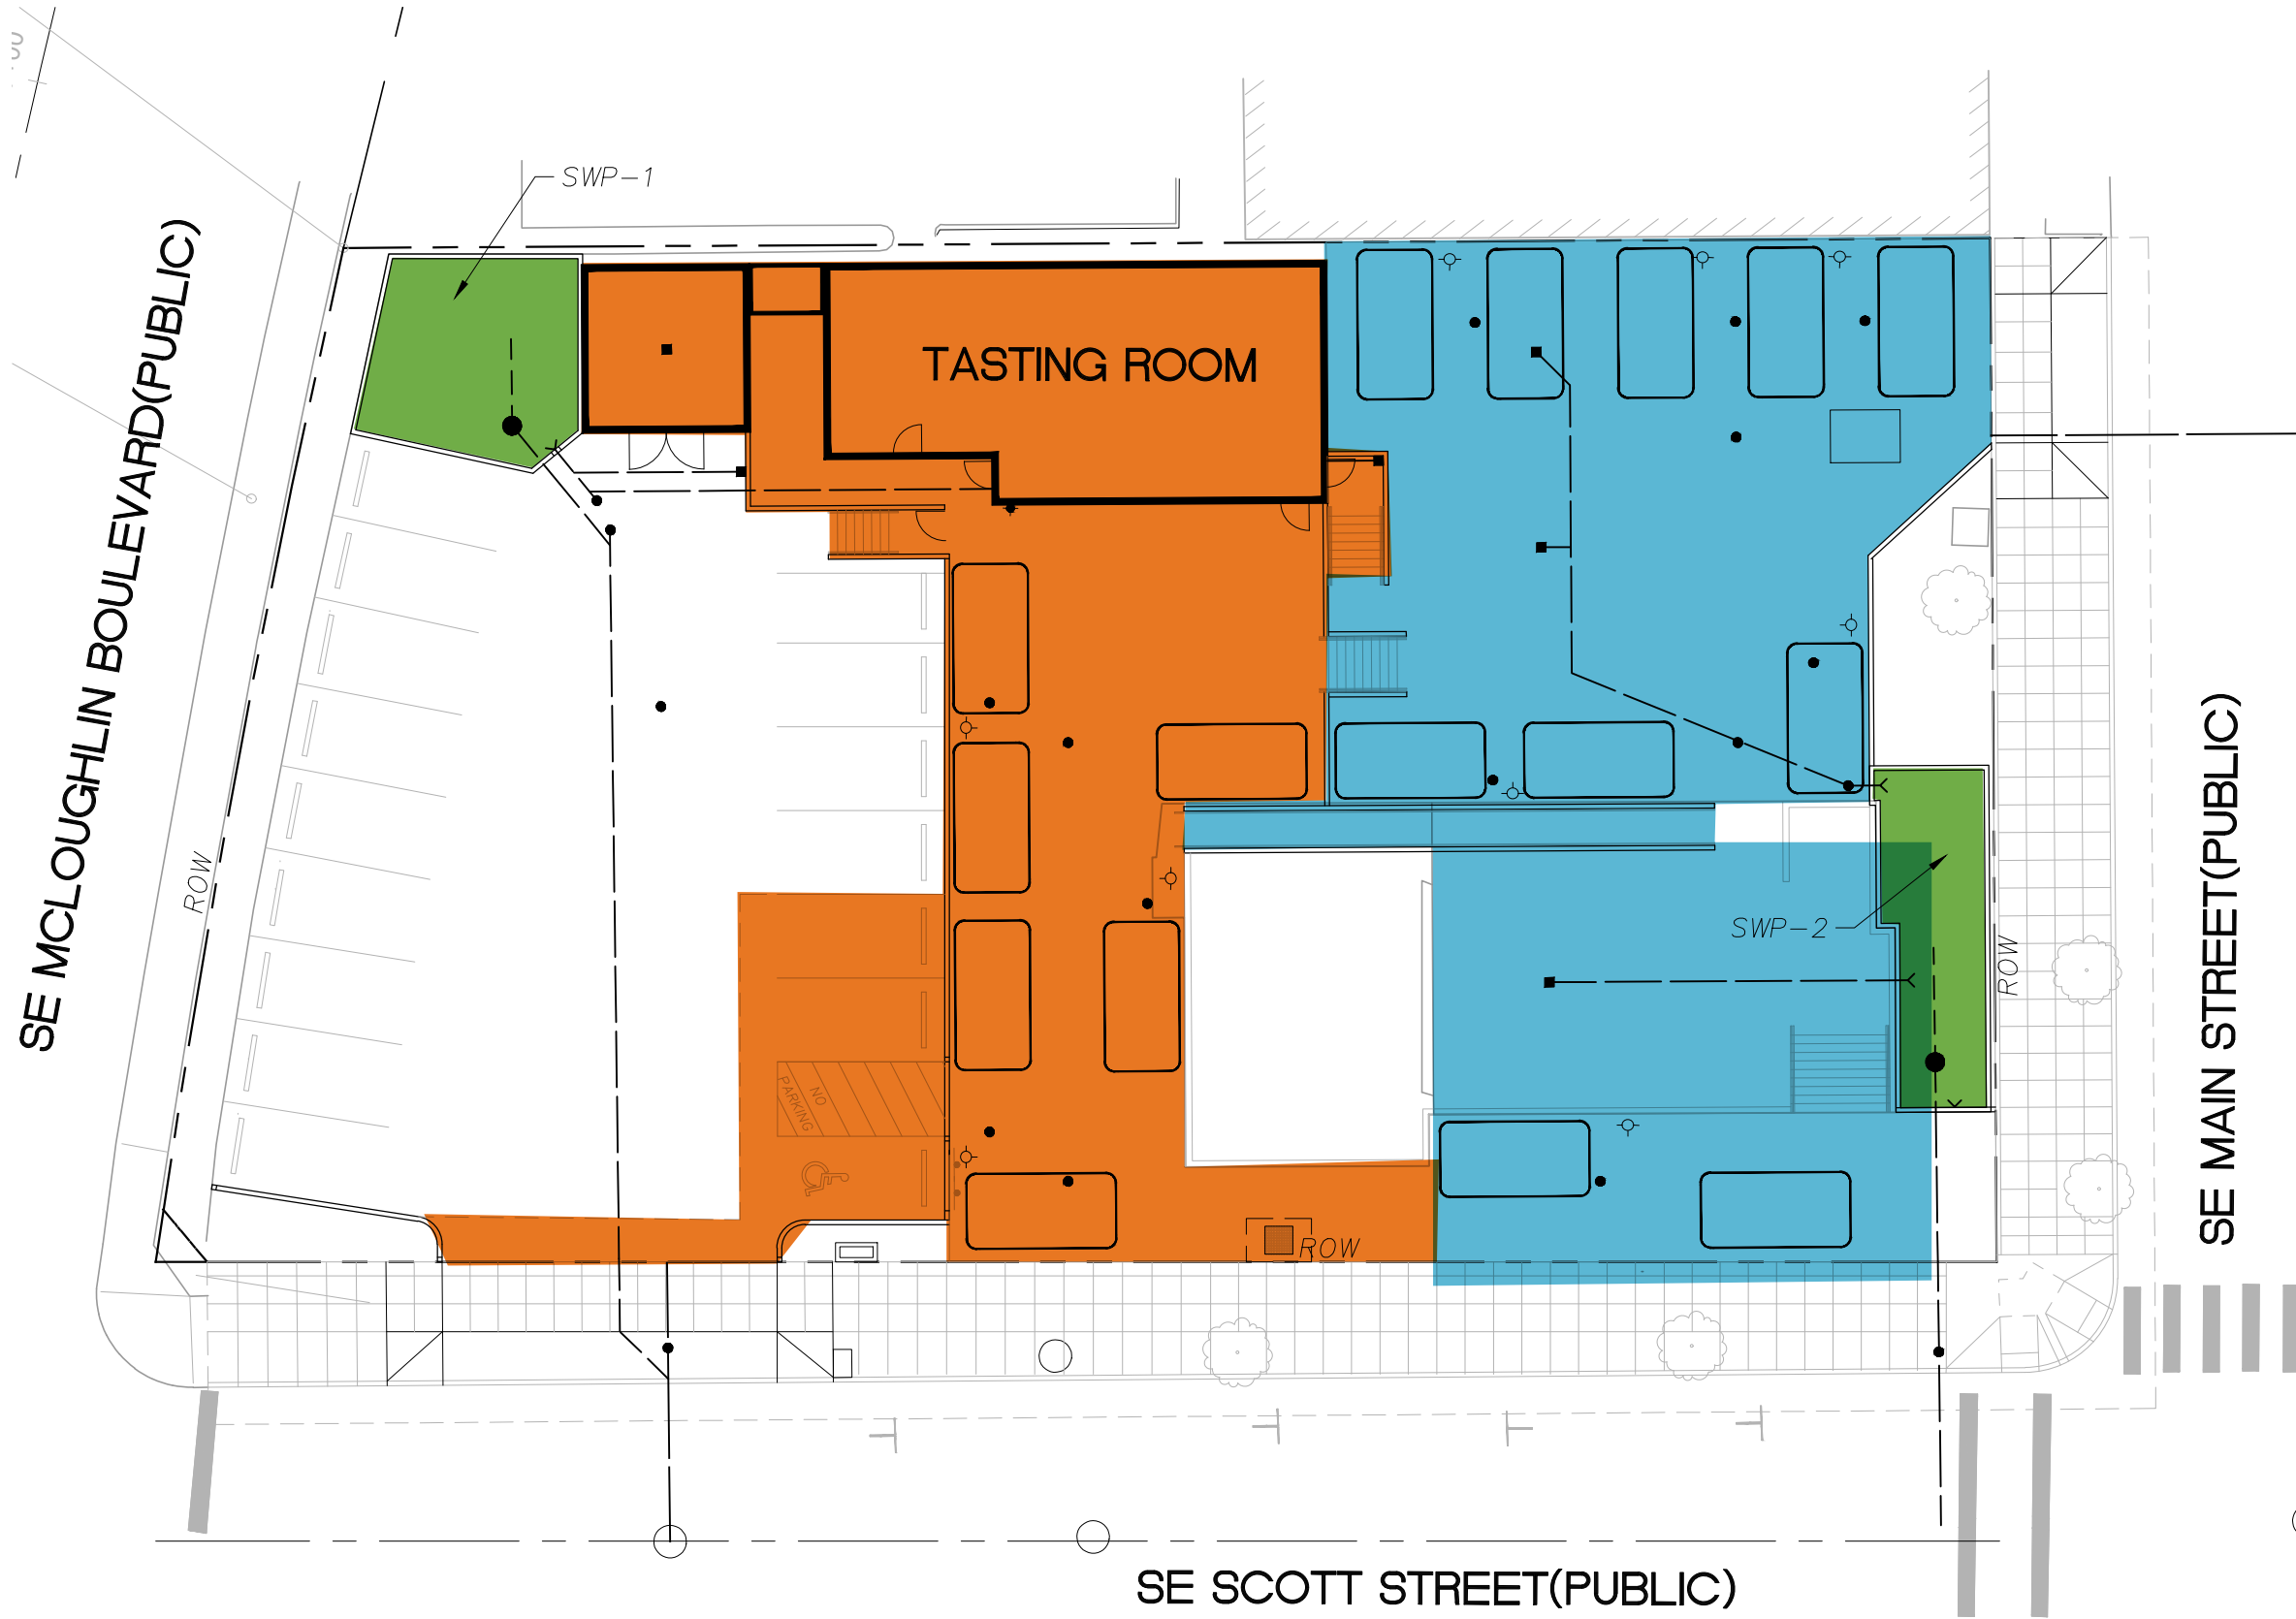 SWP-1
SE MCLOUGHLIN BOULEVARD(PUBLIC)
TASTING ROOM
ROW
SWP-2
ROW
SE MAIN STREET(PUBLIC)
NO
PARKING
ROW
SE SCOTT STREET(PUBLIC)